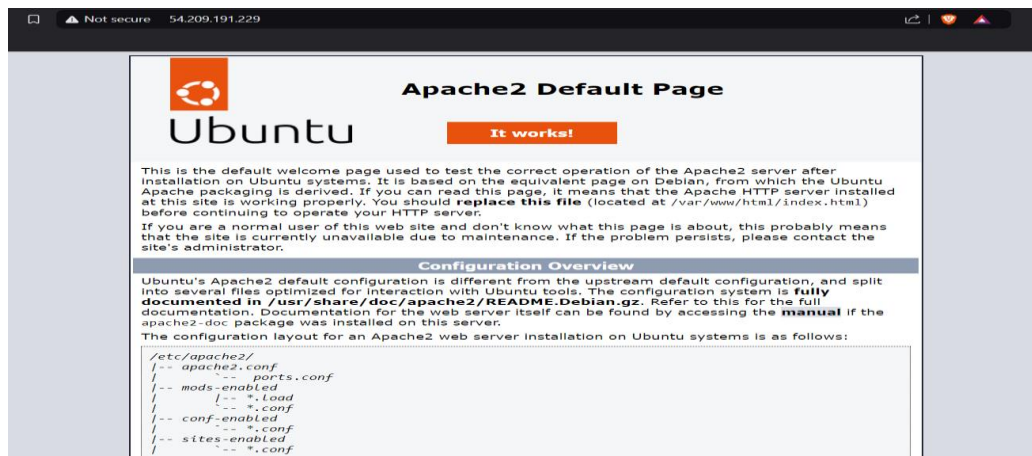 Not secure 54.209.191.229
Ubuntu
Apache2 Default Page
It works!
This is the default welcome page used to test the correct operation of the Apache2 server after
installation on Ubuntu systems. It is based on the equivalent page on Debian, from which the Ubuntu
Apache packaging is derived. If you can read this page, it means that the Apache HTTP server installed
at this site is working properly. You should replace this file (located at /var/www/html/index.html)
before continuing to operate your HTTP server.
If you are a normal user of this web site and don't know what this page is about, this probably means
that the site is currently unavailable due to maintenance. If the problem persists, please contact the
site's administrator.
Configuration Overview
Ubuntu's Apache2 default configuration is different from the upstream default configuration, and split
into several files optimized for interaction with Ubuntu tools. The configuration system is fully
documented in /usr/share/doc/apache2/README.Debian.gz. Refer to this for the full
documentation. Documentation for the web server itself can be found by accessing the manual if the
apache2-doc package was installed on this server.
The configuration layout for an Apache2 web server installation on Ubuntu systems is as follows:
/etc/apache2/
|-- apache2.conf
|       `--  ports.conf
|-- mods-enabled
|       |-- *.load
|       `-- *.conf
|-- conf-enabled
|       `-- *.conf
|-- sites-enabled
|       `-- *.conf